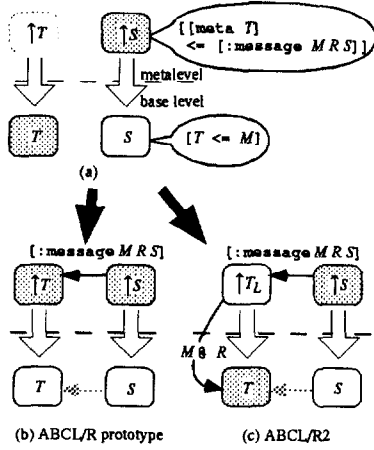 ↑T
↑S
[[meta T]
<= [:message M R S]]
metalevel
base level
T
S
[T <= M]
(a)
[:message M R S]
[:message M R S]
↑T
↑S
↑T_L
↑S
M @ R
T
S
T
S
(b) ABCL/R prototype
(c) ABCL/R2